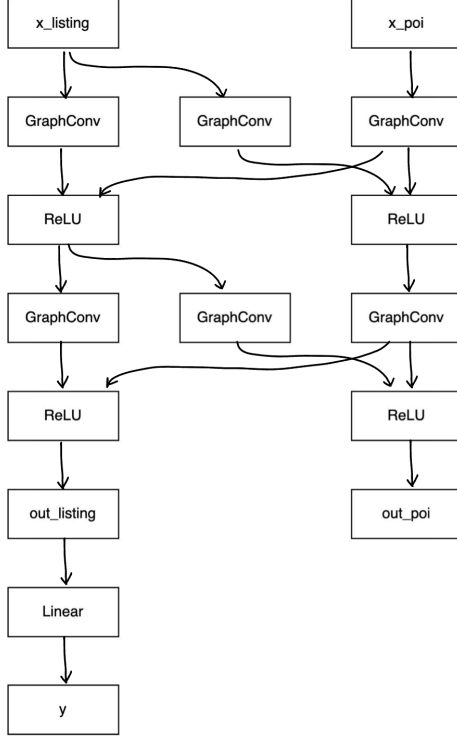 x_listing
x_poi
GraphConv
GraphConv
GraphConv
ReLU
ReLU
GraphConv
GraphConv
GraphConv
ReLU
ReLU
out_listing
out_poi
Linear
y